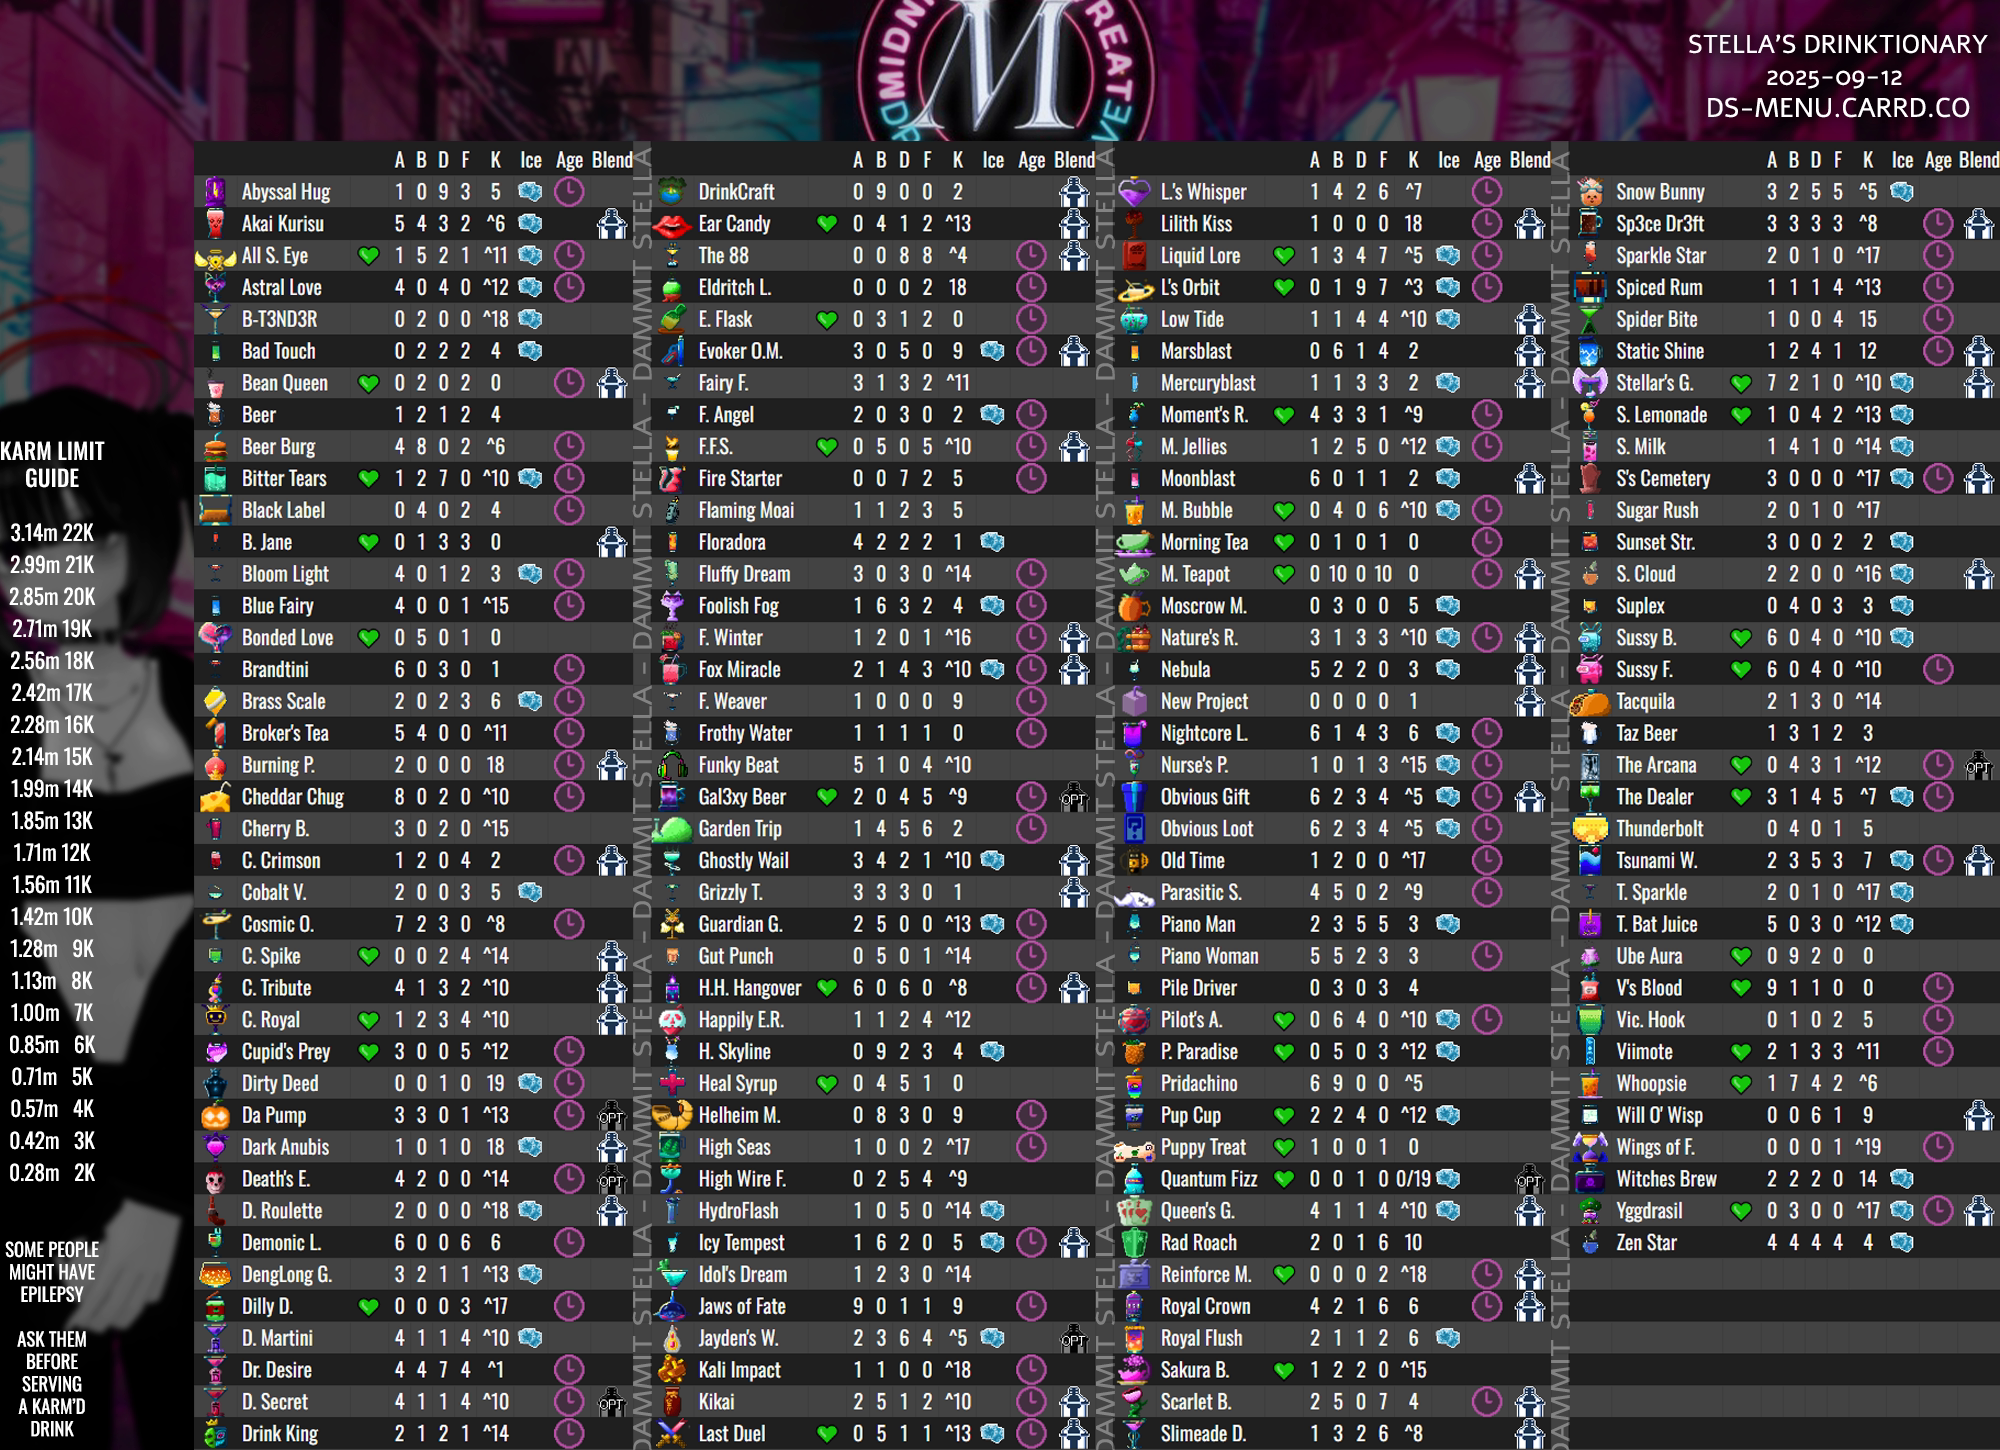 MIDNI
REATE
VE
M
STELLA'S DRINKTIONARY
2025-09-12
DS-MENU.CARRD.CO
KARM LIMIT
GUIDE
3.14m 22K
2.99m 21K
2.85m 20K
2.71m 19K
2.56m 18K
2.42m 17K
2.28m 16K
2.14m 15K
1.99m 14K
1.85m 13K
1.71m 12K
1.56m 11K
1.42m 10K
1.28m 9K
1.13m 8K
1.00m 7K
0.85m 6K
0.71m 5K
0.57m 4K
0.42m 3K
0.28m 2K
SOME PEOPLE
MIGHT HAVE
EPILEPSY
ASK THEM
BEFORE
SERVING
A KARM'D
DRINK
A B D F K Ice Age Blend
Abyssal Hug 1 0 9 3 5
Akai Kurisu 5 4 3 2 ^6
All S. Eye 1 5 2 1 ^11
Astral Love 4 0 4 0 ^12
B-T3ND3R 0 2 0 0 ^18
Bad Touch 0 2 2 2 4
Bean Queen 0 2 0 2 0
Beer 1 2 1 2 4
Beer Burg 4 8 0 2 ^6
Bitter Tears 1 2 7 0 ^10
Black Label 0 4 0 2 4
B. Jane 0 1 3 3 0
Bloom Light 4 0 1 2 3
Blue Fairy 4 0 0 1 ^15
Bonded Love 0 5 0 1 0
Brandtini 6 0 3 0 1
Brass Scale 2 0 2 3 6
Broker's Tea 5 4 0 0 ^11
Burning P. 2 0 0 0 18
Cheddar Chug 8 0 2 0 ^10
Cherry B. 3 0 2 0 ^15
C. Crimson 1 2 0 4 2
Cobalt V. 2 0 0 3 5
Cosmic O. 7 2 3 0 ^8
C. Spike 0 0 2 4 ^14
C. Tribute 4 1 3 2 ^10
C. Royal 1 2 3 4 ^10
Cupid's Prey 3 0 0 5 ^12
Dirty Deed 0 0 1 0 19
Da Pump 3 3 0 1 ^13 OPT
Dark Anubis 1 0 1 0 18
Death's E. 4 2 0 0 ^14 OPT
D. Roulette 2 0 0 0 ^18
Demonic L. 6 0 0 6 6
DengLong G. 3 2 1 1 ^13
Dilly D. 0 0 0 3 ^17
D. Martini 4 1 1 4 ^10
Dr. Desire 4 4 7 4 ^1
D. Secret 4 1 1 4 ^10 OPT
Drink King 2 1 2 1 ^14
DAMMIT STELLA - DAMMIT STELLA - DAMMIT STELLA
A B D F K Ice Age Blend
DrinkCraft 0 9 0 0 2
Ear Candy 0 4 1 2 ^13
The 88 0 0 8 8 ^4
Eldritch L. 0 0 0 2 18
E. Flask 0 3 1 2 0
Evoker O.M. 3 0 5 0 9
Fairy F. 3 1 3 2 ^11
F. Angel 2 0 3 0 2
F.F.S. 0 5 0 5 ^10
Fire Starter 0 0 7 2 5
Flaming Moai 1 1 2 3 5
Floradora 4 2 2 2 1
Fluffy Dream 3 0 3 0 ^14
Foolish Fog 1 6 3 2 4
F. Winter 1 2 0 1 ^16
Fox Miracle 2 1 4 3 ^10
F. Weaver 1 0 0 0 9
Frothy Water 1 1 1 1 0
Funky Beat 5 1 0 4 ^10
Gal3xy Beer 2 0 4 5 ^9 OPT
Garden Trip 1 4 5 6 2
Ghostly Wail 3 4 2 1 ^10
Grizzly T. 3 3 3 0 1
Guardian G. 2 5 0 0 ^13
Gut Punch 0 5 0 1 ^14
H.H. Hangover 6 0 6 0 ^8
Happily E.R. 1 1 2 4 ^12
H. Skyline 0 9 2 3 4
Heal Syrup 0 4 5 1 0
Helheim M. 0 8 3 0 9
High Seas 1 0 0 2 ^17
High Wire F. 0 2 5 4 ^9
HydroFlash 1 0 5 0 ^14
Icy Tempest 1 6 2 0 5
Idol's Dream 1 2 3 0 ^14
Jaws of Fate 9 0 1 1 9
Jayden's W. 2 3 6 4 ^5 OPT
Kali Impact 1 1 0 0 ^18
Kikai 2 5 1 2 ^10
Last Duel 0 5 1 1 ^13
DAMMIT STELLA - DAMMIT STELLA - DAMMIT STELLA
A B D F K Ice Age Blend
L.'s Whisper 1 4 2 6 ^7
Lilith Kiss 1 0 0 0 18
Liquid Lore 1 3 4 7 ^5
L's Orbit 0 1 9 7 ^3
Low Tide 1 1 4 4 ^10
Marsblast 0 6 1 4 2
Mercuryblast 1 1 3 3 2
Moment's R. 4 3 3 1 ^9
M. Jellies 1 2 5 0 ^12
Moonblast 6 0 1 1 2
M. Bubble 0 4 0 6 ^10
Morning Tea 0 1 0 1 0
M. Teapot 0 10 0 10 0
Moscrow M. 0 3 0 0 5
Nature's R. 3 1 3 3 ^10
Nebula 5 2 2 0 3
New Project 0 0 0 0 1
Nightcore L. 6 1 4 3 6
Nurse's P. 1 0 1 3 ^15
Obvious Gift 6 2 3 4 ^5
Obvious Loot 6 2 3 4 ^5
Old Time 1 2 0 0 ^17
Parasitic S. 4 5 0 2 ^9
Piano Man 2 3 5 5 3
Piano Woman 5 5 2 3 3
Pile Driver 0 3 0 3 4
Pilot's A. 0 6 4 0 ^10
P. Paradise 0 5 0 3 ^12
Pridachino 6 9 0 0 ^5
Pup Cup 2 2 4 0 ^12
Puppy Treat 1 0 0 1 0
Quantum Fizz 0 0 1 0 0/19 OPT
Queen's G. 4 1 1 4 ^10
Rad Roach 2 0 1 6 10
Reinforce M. 0 0 0 2 ^18
Royal Crown 4 2 1 6 6
Royal Flush 2 1 1 2 6
Sakura B. 1 2 2 0 ^15
Scarlet B. 2 5 0 7 4
Slimeade D. 1 3 2 6 ^8
DAMMIT STELLA - DAMMIT STELLA - DAMMIT STELLA
A B D F K Ice Age Blend
Snow Bunny 3 2 5 5 ^5
Sp3ce Dr3ft 3 3 3 3 ^8
Sparkle Star 2 0 1 0 ^17
Spiced Rum 1 1 1 4 ^13
Spider Bite 1 0 0 4 15
Static Shine 1 2 4 1 12
Stellar's G. 7 2 1 0 ^10
S. Lemonade 1 0 4 2 ^13
S. Milk 1 4 1 0 ^14
S's Cemetery 3 0 0 0 ^17
Sugar Rush 2 0 1 0 ^17
Sunset Str. 3 0 0 2 2
S. Cloud 2 2 0 0 ^16
Suplex 0 4 0 3 3
Sussy B. 6 0 4 0 ^10
Sussy F. 6 0 4 0 ^10
Tacquila 2 1 3 0 ^14
Taz Beer 1 3 1 2 3
The Arcana 0 4 3 1 ^12 OPT
The Dealer 3 1 4 5 ^7
Thunderbolt 0 4 0 1 5
Tsunami W. 2 3 5 3 7
T. Sparkle 2 0 1 0 ^17
T. Bat Juice 5 0 3 0 ^12
Ube Aura 0 9 2 0 0
V's Blood 9 1 1 0 0
Vic. Hook 0 1 0 2 5
Viimote 2 1 3 3 ^11
Whoopsie 1 7 4 2 ^6
Will O' Wisp 0 0 6 1 9
Wings of F. 0 0 0 1 ^19
Witches Brew 2 2 2 0 14
Yggdrasil 0 3 0 0 ^17
Zen Star 4 4 4 4 4